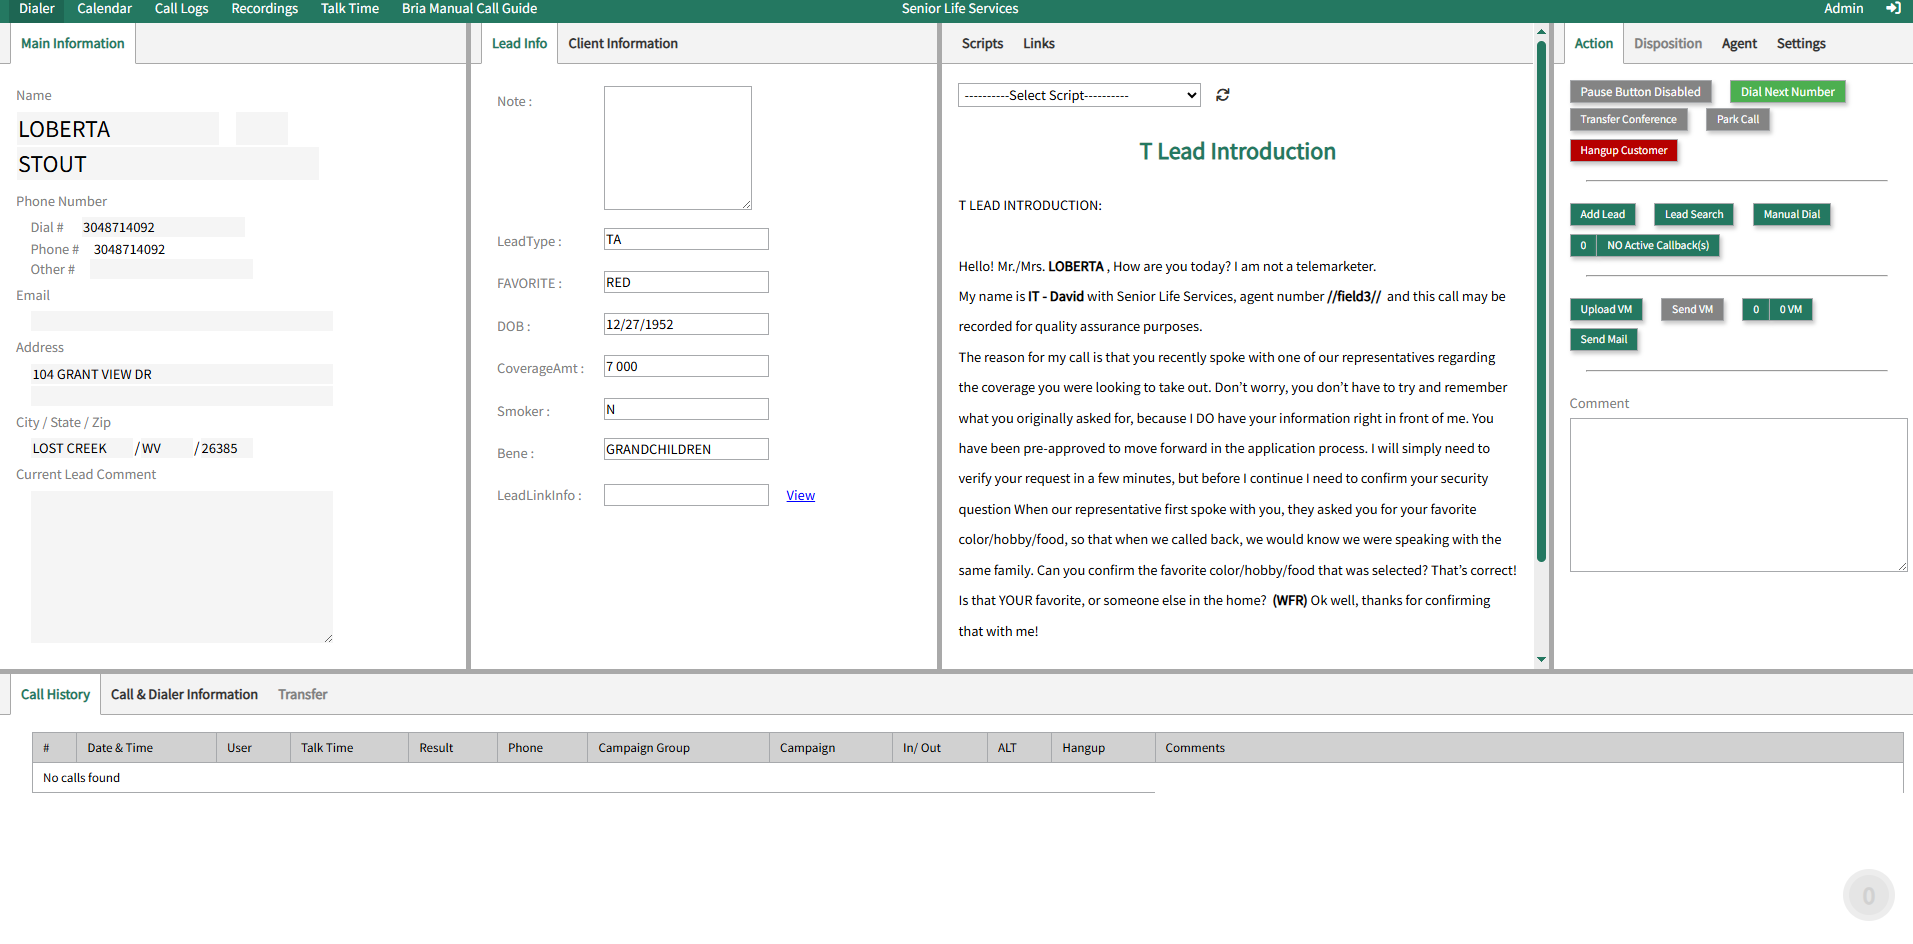 Dialer Calendar Call Logs Recordings Talk Time Bria Manual Call Guide Senior Life Services Admin
Main Information
Name
LOBERTA
STOUT
Phone Number
Dial # 3048714092
Phone # 3048714092
Other #
Email
Address
104 GRANT VIEW DR
City / State / Zip
LOST CREEK / WV / 26385
Current Lead Comment
Lead Info Client Information
Note :
LeadType : TA
FAVORITE : RED
DOB : 12/27/1952
CoverageAmt : 7 000
Smoker : N
Bene : GRANDCHILDREN
LeadLinkInfo : View
Scripts Links
----------Select Script----------
T Lead Introduction
T LEAD INTRODUCTION:
Hello! Mr./Mrs. LOBERTA , How are you today? I am not a telemarketer.
My name is IT - David with Senior Life Services, agent number //field3// and this call may be
recorded for quality assurance purposes.
The reason for my call is that you recently spoke with one of our representatives regarding
the coverage you were looking to take out. Don’t worry, you don’t have to try and remember
what you originally asked for, because I DO have your information right in front of me. You
have been pre-approved to move forward in the application process. I will simply need to
verify your request in a few minutes, but before I continue I need to confirm your security
question When our representative first spoke with you, they asked you for your favorite
color/hobby/food, so that when we called back, we would know we were speaking with the
same family. Can you confirm the favorite color/hobby/food that was selected? That’s correct!
Is that YOUR favorite, or someone else in the home? (WFR) Ok well, thanks for confirming
that with me!
Action Disposition Agent Settings
Pause Button Disabled Dial Next Number
Transfer Conference Park Call
Hangup Customer
Add Lead Lead Search Manual Dial
0 NO Active Callback(s)
Upload VM Send VM 0 0 VM
Send Mail
Comment
Call History Call & Dialer Information Transfer
# Date & Time User Talk Time Result Phone Campaign Group Campaign In/ Out ALT Hangup Comments
No calls found
0